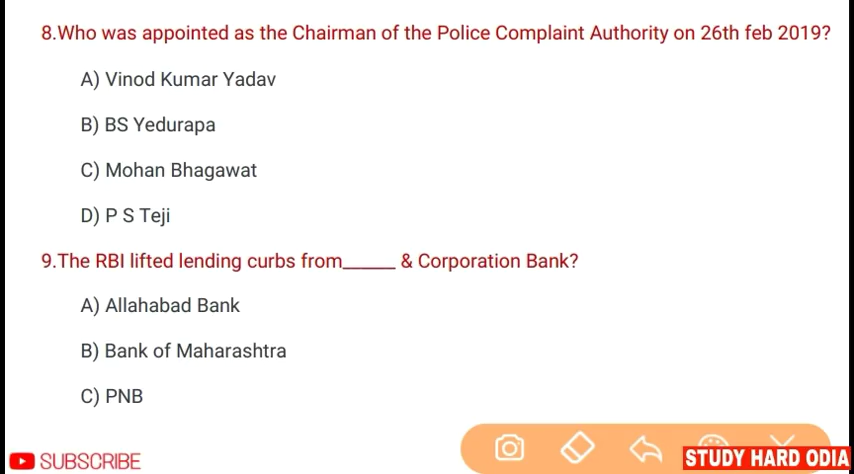 8.Who was appointed as the Chairman of the Police Complaint Authority on 26th feb 2019?
A) Vinod Kumar Yadav
B) BS Yedurapa
C) Mohan Bhagawat
D) P S Teji
9.The RBI lifted lending curbs from______ & Corporation Bank?
A) Allahabad Bank
B) Bank of Maharashtra
C) PNB
SUBSCRIBE
STUDY HARD ODIA